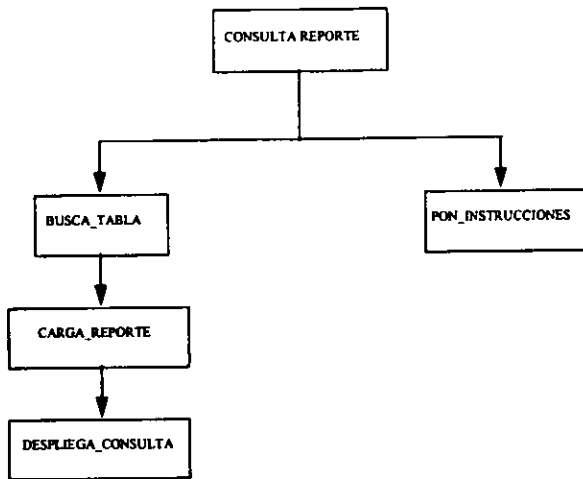 CONSULTA REPORTE
BUSCA_TABLA
PON_INSTRUCCIONES
CARGA_REPORTE
DESPLIEGA_CONSULTA